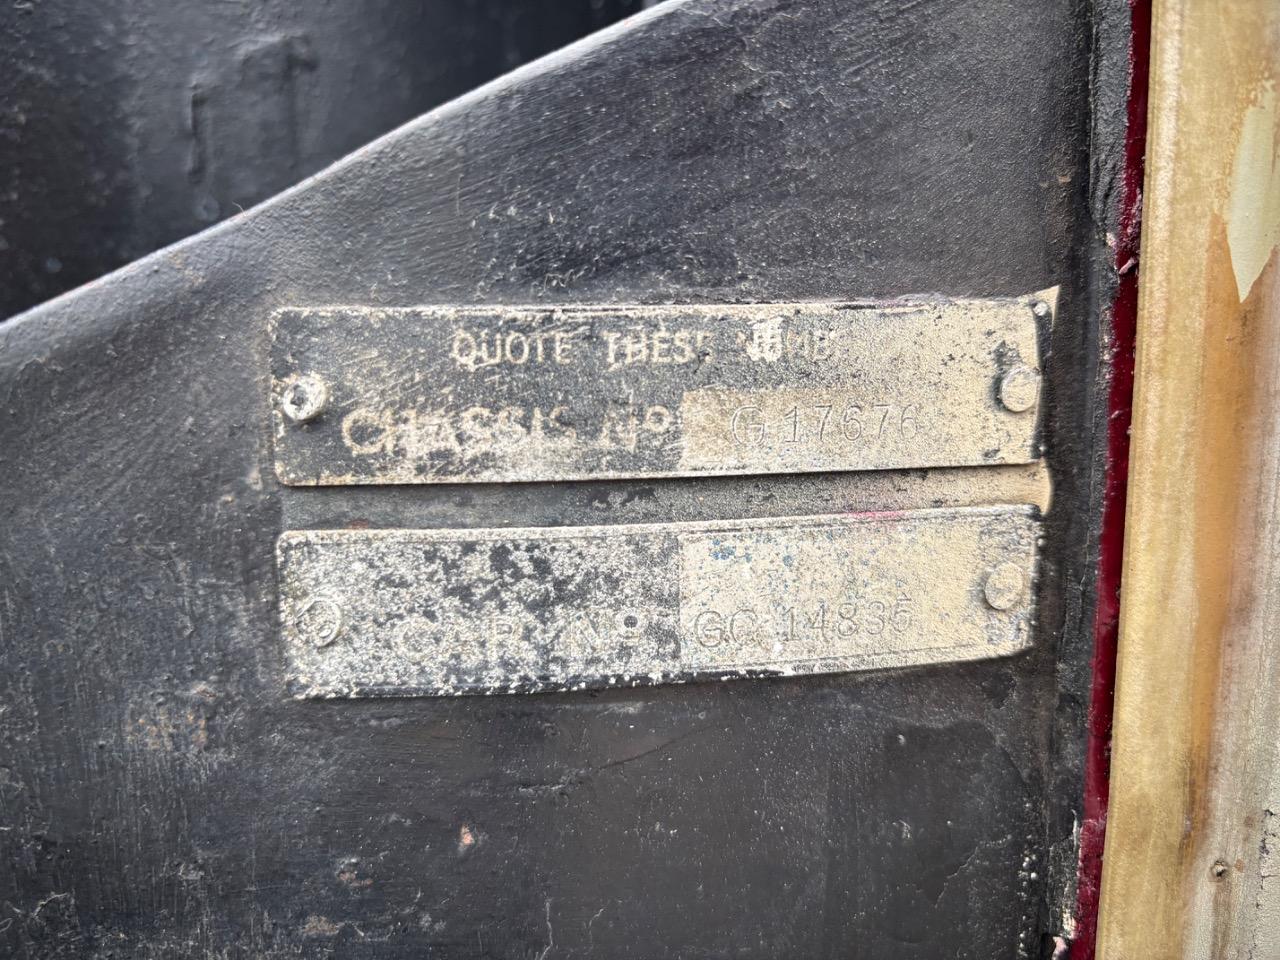 QUOTE THESE
CHASSIS Nº G 17676
CAR Nº GC 14835